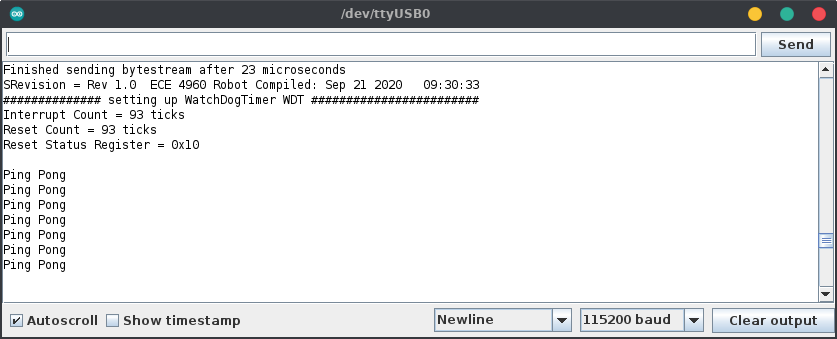 /dev/ttyUSB0
Send
Finished sending bytestream after 23 microseconds
SRevision = Rev 1.0  ECE 4960 Robot Compiled: Sep 21 2020   09:30:33
############## setting up WatchDogTimer WDT ########################
Interrupt Count = 93 ticks
Reset Count = 93 ticks
Reset Status Register = 0x10
Ping Pong
Ping Pong
Ping Pong
Ping Pong
Ping Pong
Ping Pong
Ping Pong
Autoscroll Show timestamp Newline 115200 baud Clear output